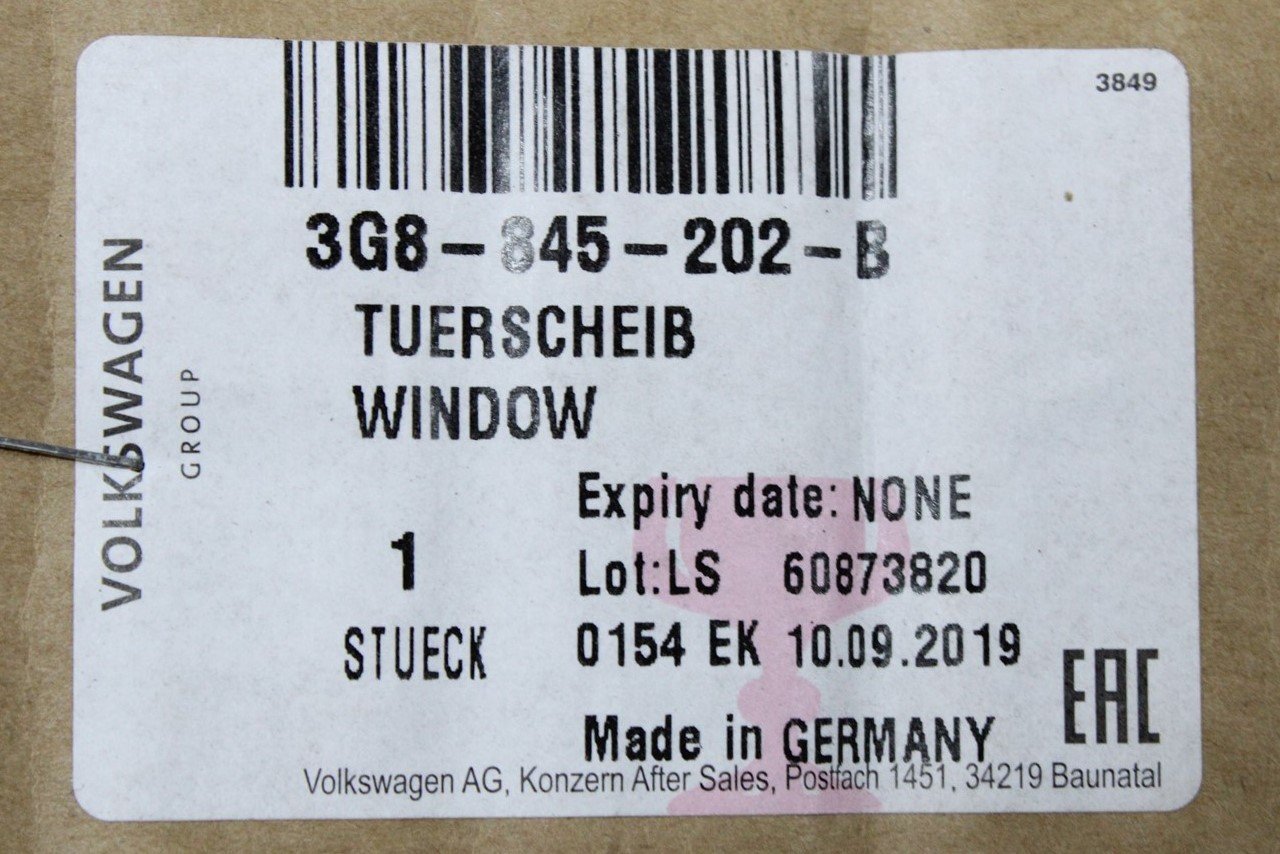 3849
3G8-845-202-B
TUERSCHEIB
WINDOW
VOLKSWAGEN
GROUP
Expiry date: NONE
1
Lot:LS 60873820
STUECK
0154 EK 10.09.2019
EAC
Made in GERMANY
Volkswagen AG, Konzern After Sales, Postfach 1451, 34219 Baunatal